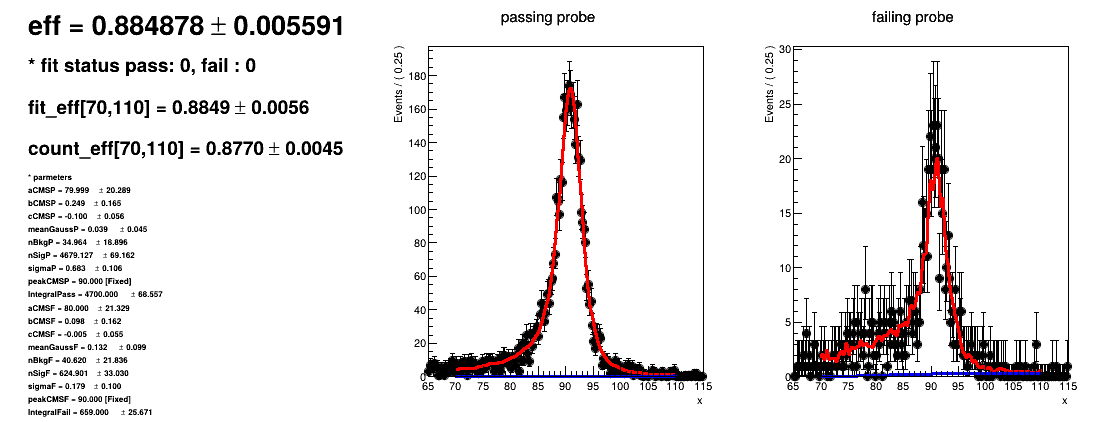 eff = 0.884878 ± 0.005591
* fit status pass: 0, fail : 0
fit_eff[70,110] = 0.8849 ± 0.0056
count_eff[70,110] = 0.8770 ± 0.0045
* parmeters
aCMSP = 79.999 ± 20.289
bCMSP = 0.249 ± 0.165
cCMSP = -0.100 ± 0.056
meanGaussP = 0.039 ± 0.045
nBkgP = 34.964 ± 18.896
nSigP = 4679.127 ± 69.162
sigmaP = 0.683 ± 0.106
peakCMSP = 90.000 [Fixed]
IntegralPass = 4700.000 ± 68.557
aCMSF = 80.000 ± 21.329
bCMSF = 0.098 ± 0.162
cCMSF = -0.005 ± 0.055
meanGaussF = 0.132 ± 0.099
nBkgF = 40.620 ± 21.836
nSigF = 624.901 ± 33.030
sigmaF = 0.179 ± 0.100
peakCMSF = 90.000 [Fixed]
IntegralFail = 659.000 ± 25.671
passing probe
Events / ( 0.25 )
180
160
140
120
100
80
60
40
20
0
65 70 75 80 85 90 95 100 105 110 115
x
failing probe
Events / ( 0.25 )
30
25
20
15
10
5
0
65 70 75 80 85 90 95 100 105 110 115
x